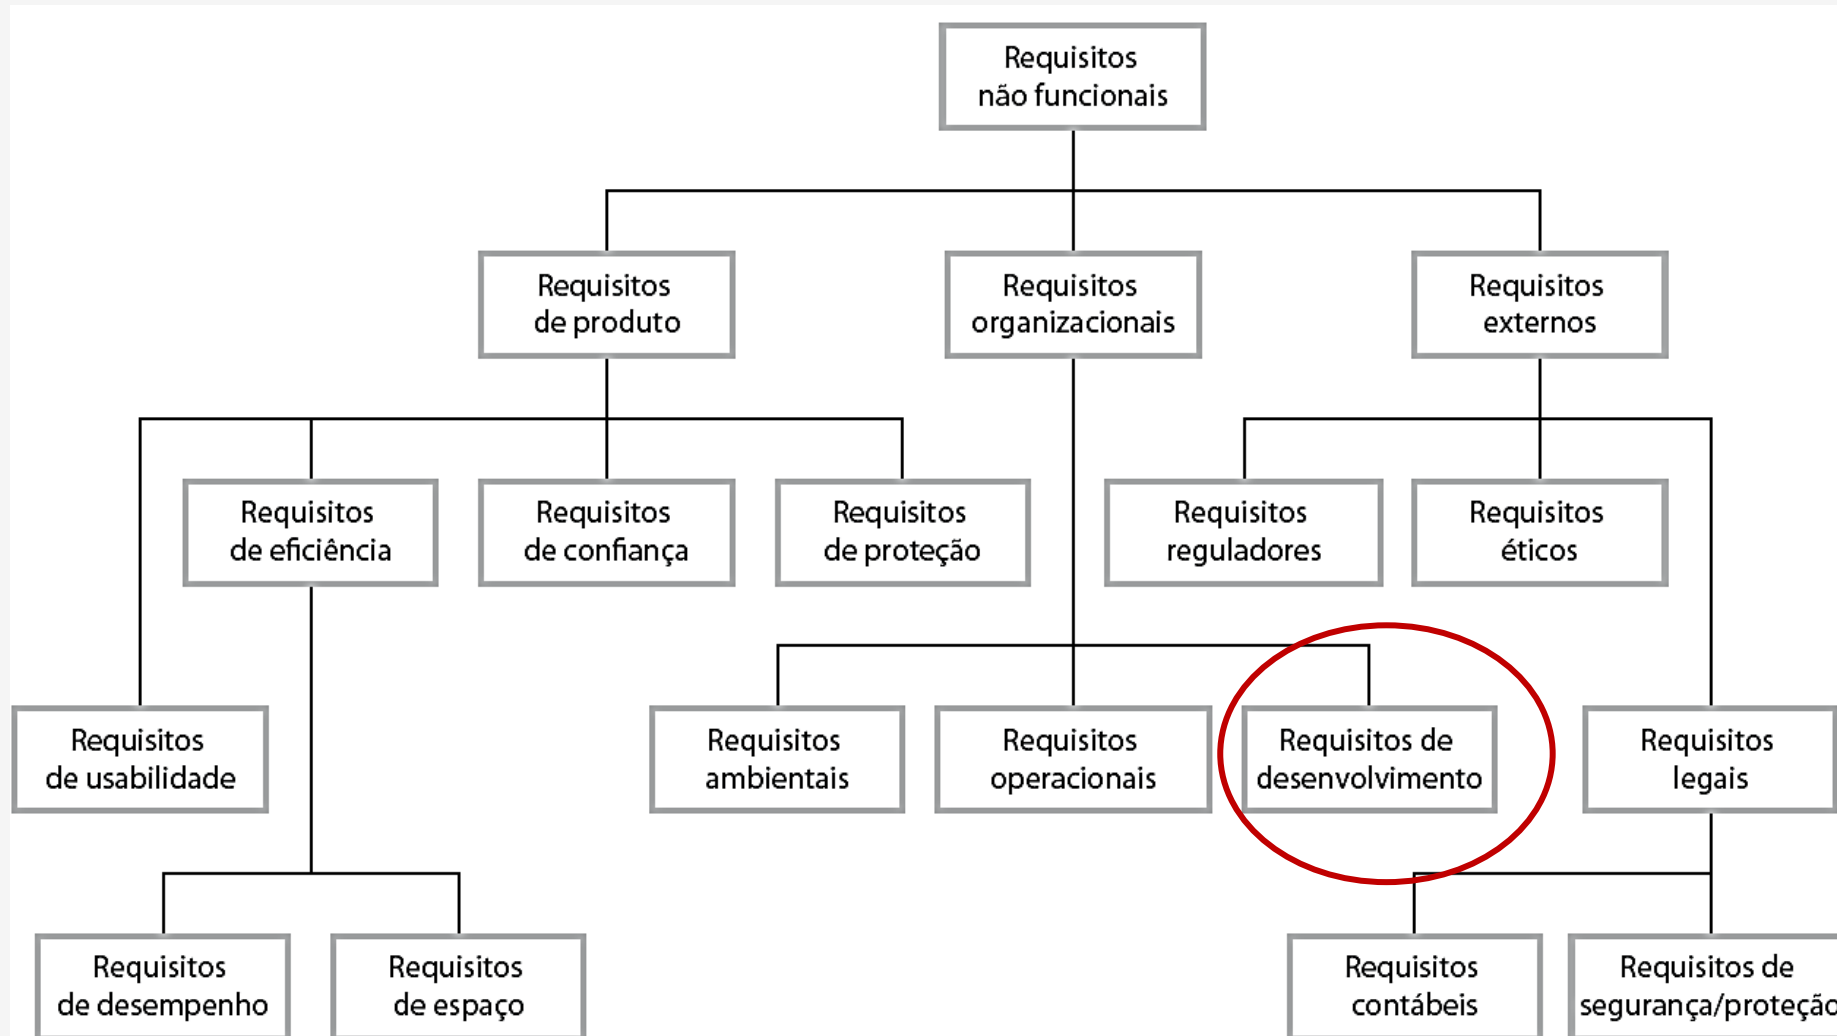 Requisitos
não funcionais
Requisitos
de produto
Requisitos
organizacionais
Requisitos
externos
Requisitos
de eficiência
Requisitos
de confiança
Requisitos
de proteção
Requisitos
reguladores
Requisitos
éticos
Requisitos
de usabilidade
Requisitos
ambientais
Requisitos
operacionais
Requisitos de
desenvolvimento
Requisitos
legais
Requisitos
de desempenho
Requisitos
de espaço
Requisitos
contábeis
Requisitos de
segurança/proteção